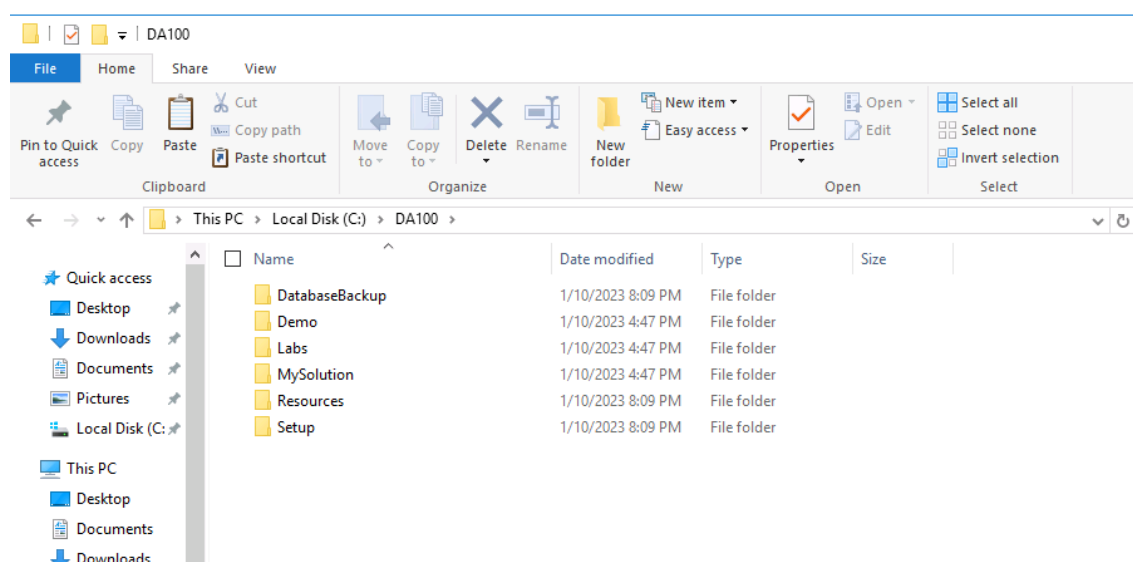 DA100
File Home Share View
Pin to Quick access
Copy
Paste
Cut
Copy path
Paste shortcut
Clipboard
Move to
Copy to
Delete
Rename
Organize
New folder
New item
Easy access
New
Properties
Open
Edit
Open
Select all
Select none
Invert selection
Select
This PC > Local Disk (C:) > DA100 >
Name Date modified Type Size
Quick access
Desktop
Downloads
Documents
Pictures
Local Disk (C:
This PC
Desktop
Documents
Downloads
DatabaseBackup 1/10/2023 8:09 PM File folder
Demo 1/10/2023 4:47 PM File folder
Labs 1/10/2023 4:47 PM File folder
MySolution 1/10/2023 4:47 PM File folder
Resources 1/10/2023 8:09 PM File folder
Setup 1/10/2023 8:09 PM File folder